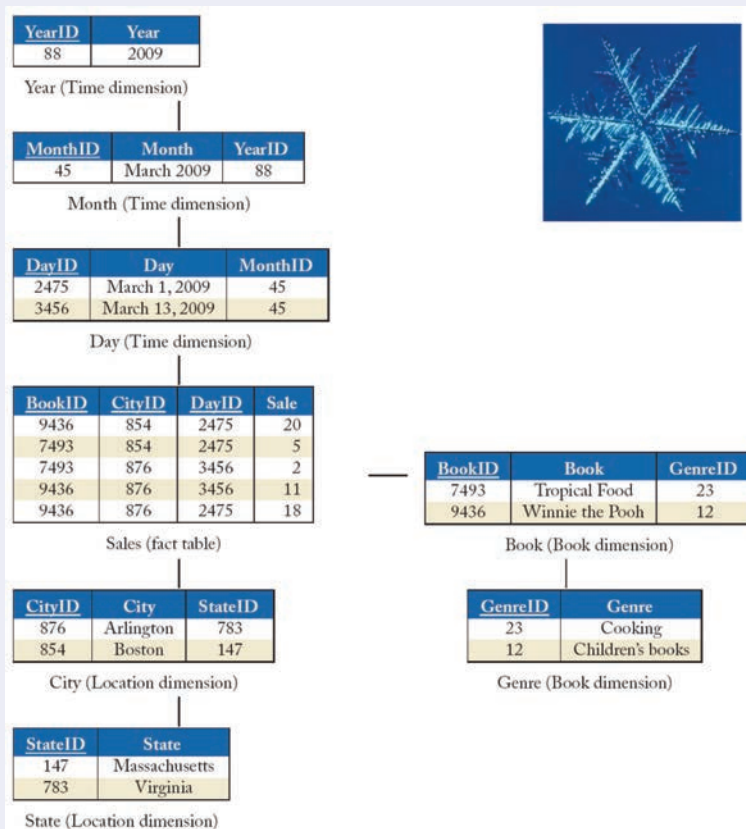 YearID Year
88 2009
Year (Time dimension)
MonthID Month YearID
45 March 2009 88
Month (Time dimension)
DayID Day MonthID
2475 March 1, 2009 45
3456 March 13, 2009 45
Day (Time dimension)
BookID CityID DayID Sale
9436 854 2475 20
7493 854 2475 5
7493 876 3456 2
9436 876 3456 11
9436 876 2475 18
Sales (fact table)
BookID Book GenreID
7493 Tropical Food 23
9436 Winnie the Pooh 12
Book (Book dimension)
CityID City StateID
876 Arlington 783
854 Boston 147
City (Location dimension)
GenreID Genre
23 Cooking
12 Children's books
Genre (Book dimension)
StateID State
147 Massachusetts
783 Virginia
State (Location dimension)